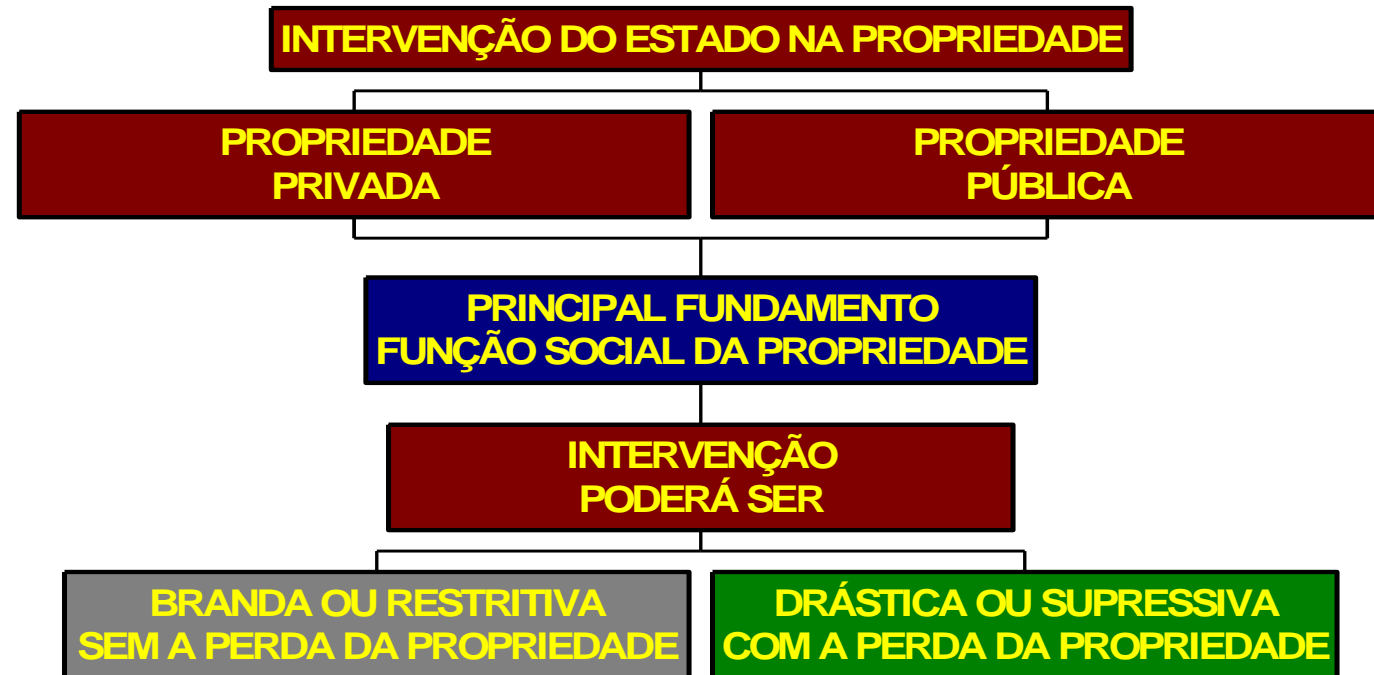 INTERVENÇÃO DO ESTADO NA PROPRIEDADE
PROPRIEDADE
PRIVADA
PROPRIEDADE
PÚBLICA
PRINCIPAL FUNDAMENTO
FUNÇÃO SOCIAL DA PROPRIEDADE
INTERVENÇÃO
PODERÁ SER
BRANDA OU RESTRITIVA
SEM A PERDA DA PROPRIEDADE
DRÁSTICA OU SUPRESSIVA
COM A PERDA DA PROPRIEDADE